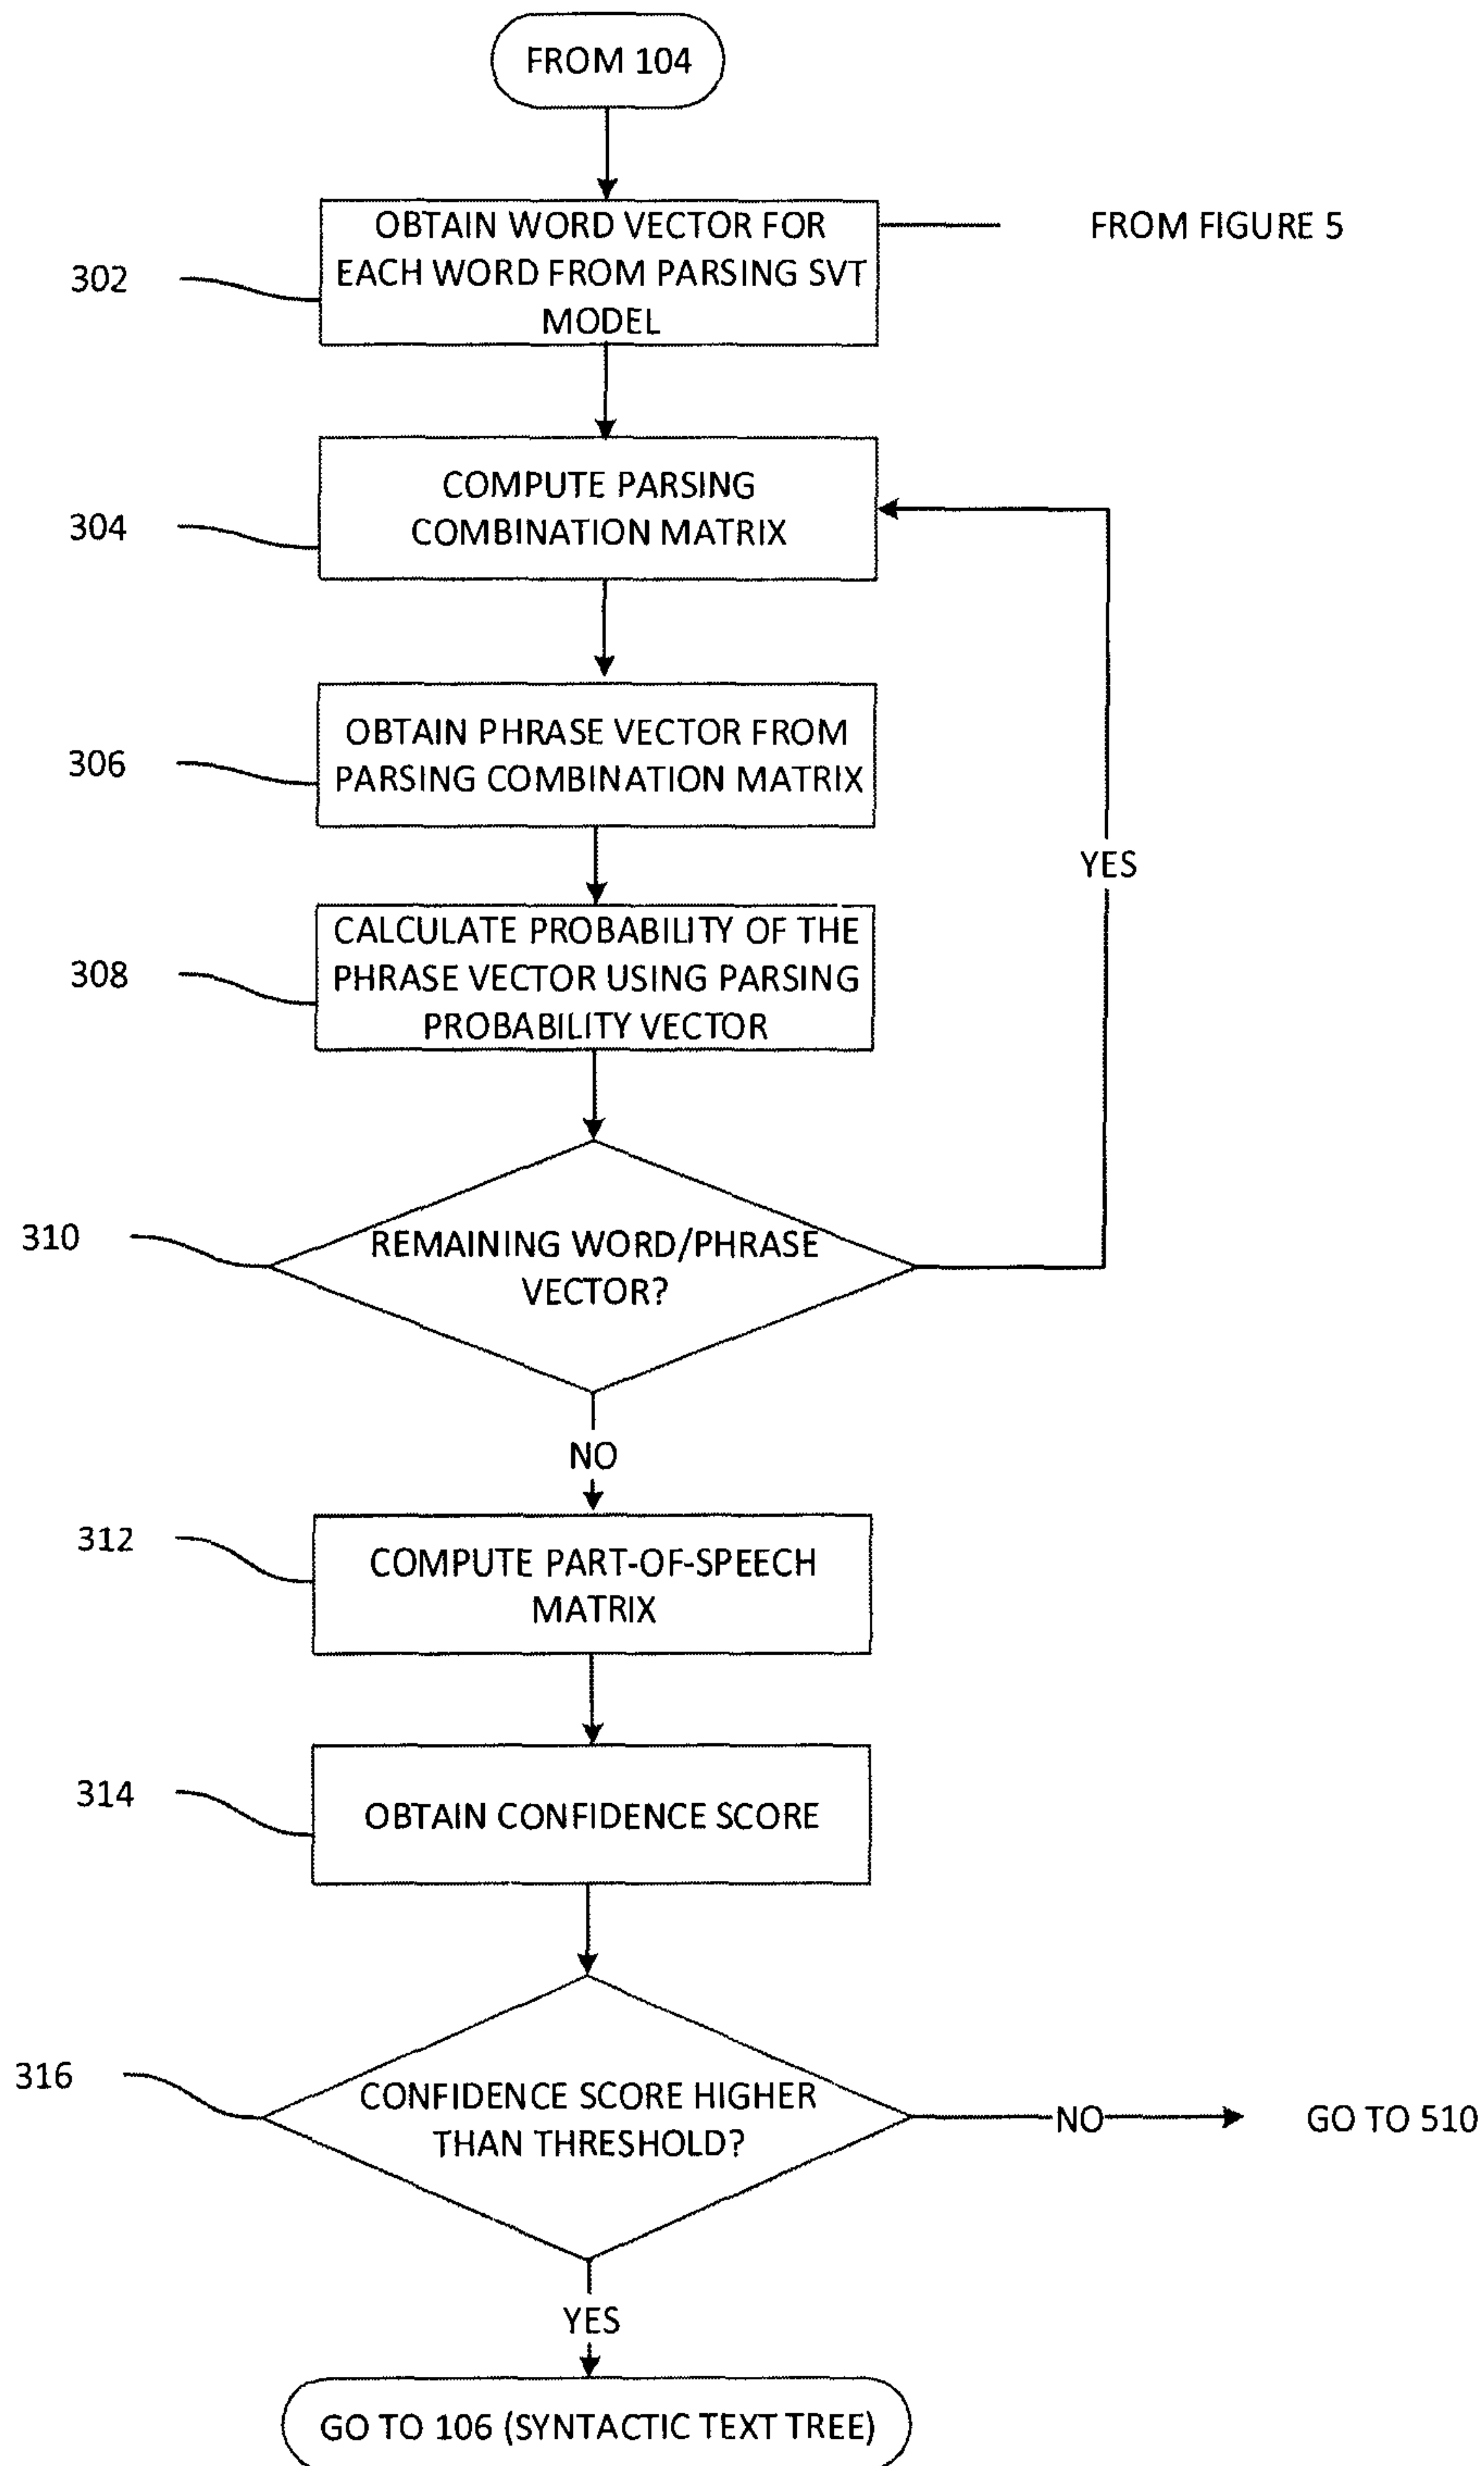 FROM 104
OBTAIN WORD VECTOR FOR
EACH WORD FROM PARSING SVT
MODEL
FROM FIGURE 5
302
COMPUTE PARSING
COMBINATION MATRIX
304
OBTAIN PHRASE VECTOR FROM
PARSING COMBINATION MATRIX
306
YES
CALCULATE PROBABILITY OF THE
PHRASE VECTOR USING PARSING
PROBABILITY VECTOR
308
REMAINING WORD/PHRASE
VECTOR?
310
NO
COMPUTE PART-OF-SPEECH
MATRIX
312
OBTAIN CONFIDENCE SCORE
314
CONFIDENCE SCORE HIGHER
THAN THRESHOLD?
316
NO
GO TO 510
YES
GO TO 106 (SYNTACTIC TEXT TREE)